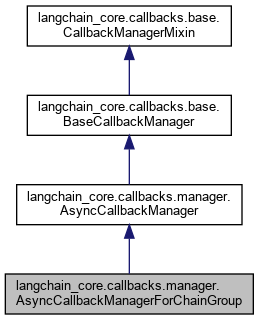 langchain_core.callbacks.base.
CallbackManagerMixin
langchain_core.callbacks.base.
BaseCallbackManager
langchain_core.callbacks.manager.
AsyncCallbackManager
langchain_core.callbacks.manager.
AsyncCallbackManagerForChainGroup